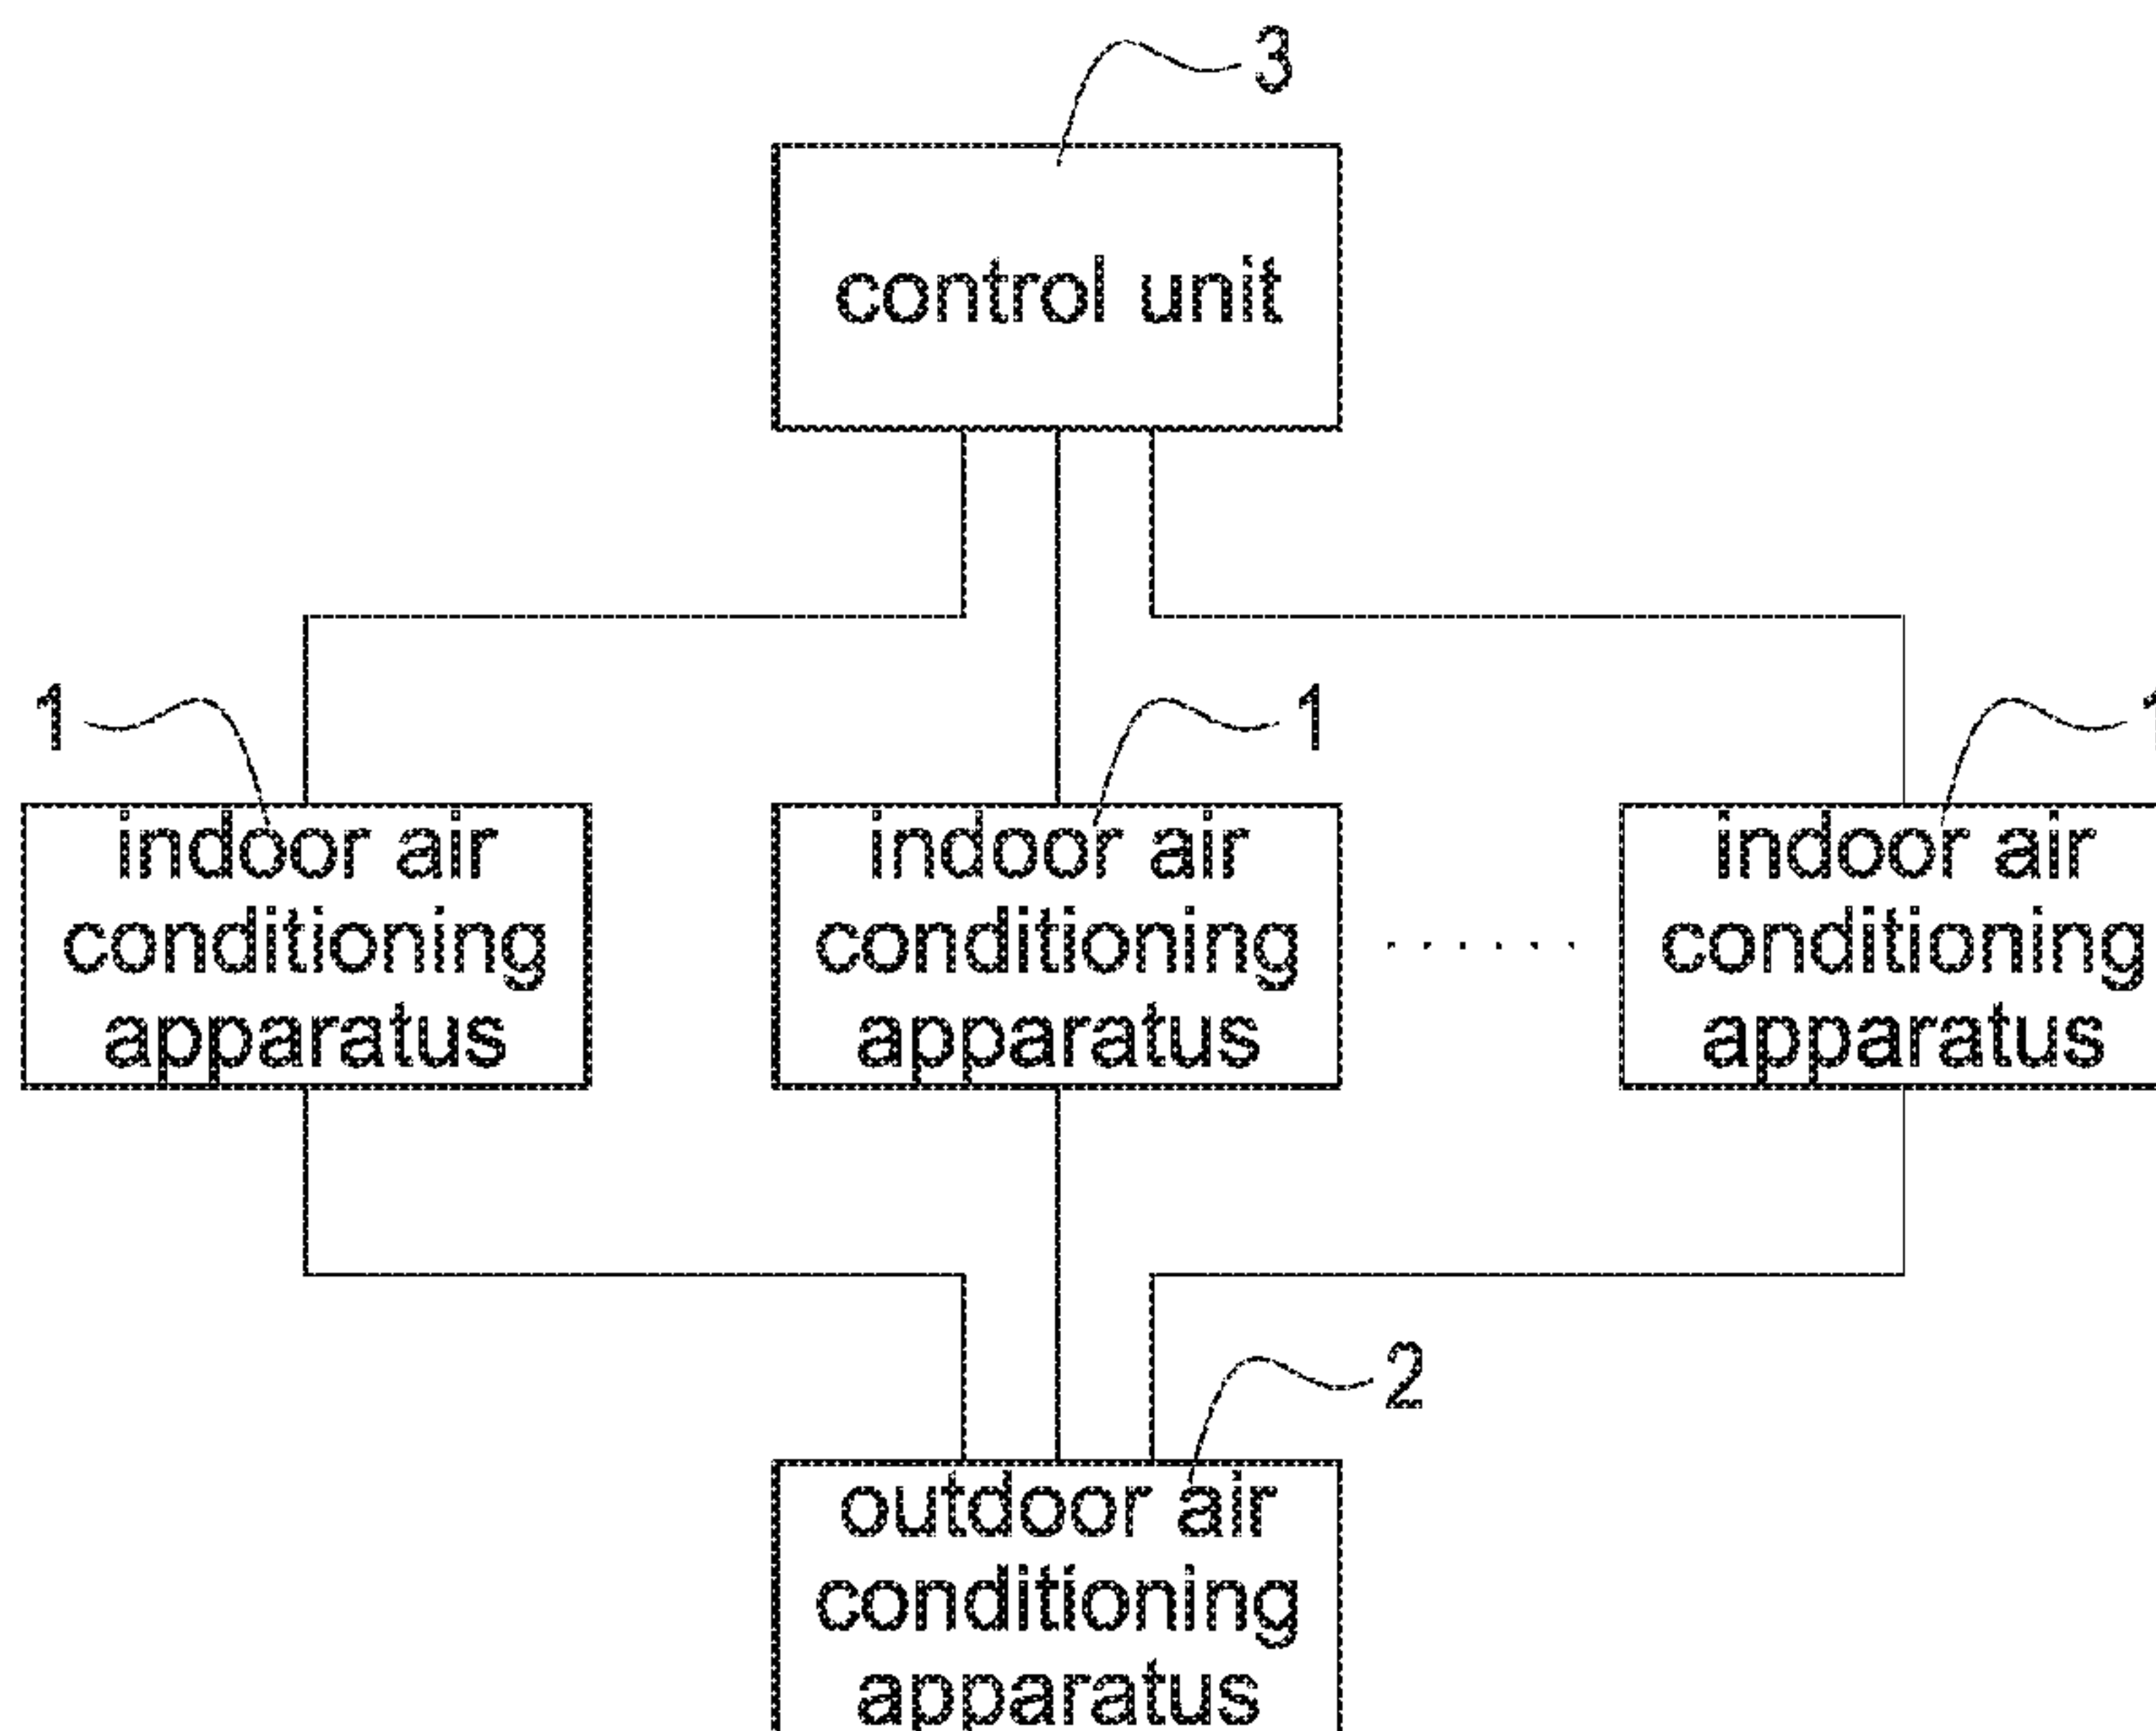 3
control unit
1
1
1
indoor air
conditioning
apparatus
indoor air
conditioning
apparatus
. . . . . .
indoor air
conditioning
apparatus
2
outdoor air
conditioning
apparatus